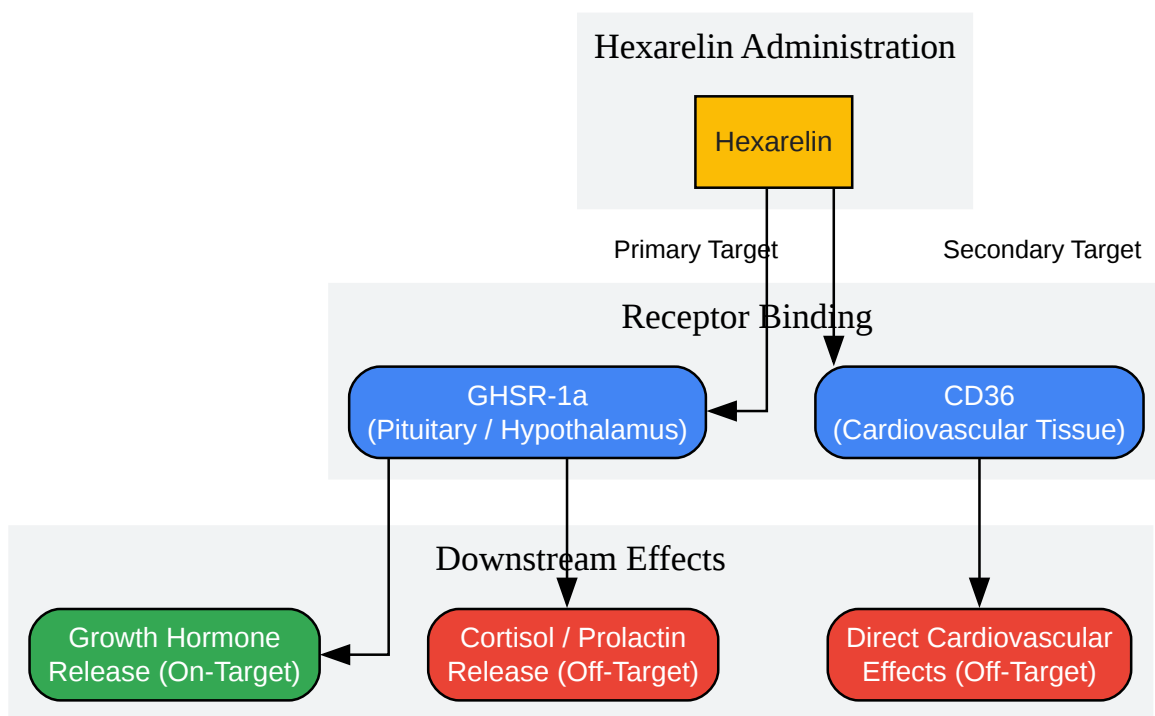 Hexarelin Administration
Hexarelin
Primary Target
Secondary Target
Receptor Binding
GHSR-1a
(Pituitary / Hypothalamus)
CD36
(Cardiovascular Tissue)
Downstream Effects
Growth Hormone
Release (On-Target)
Cortisol / Prolactin
Release (Off-Target)
Direct Cardiovascular
Effects (Off-Target)